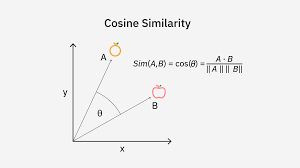 Cosine Similarity
A
Sim(A,B) = cos(θ) = A · B
|| A || || B||
y
θ
B
x